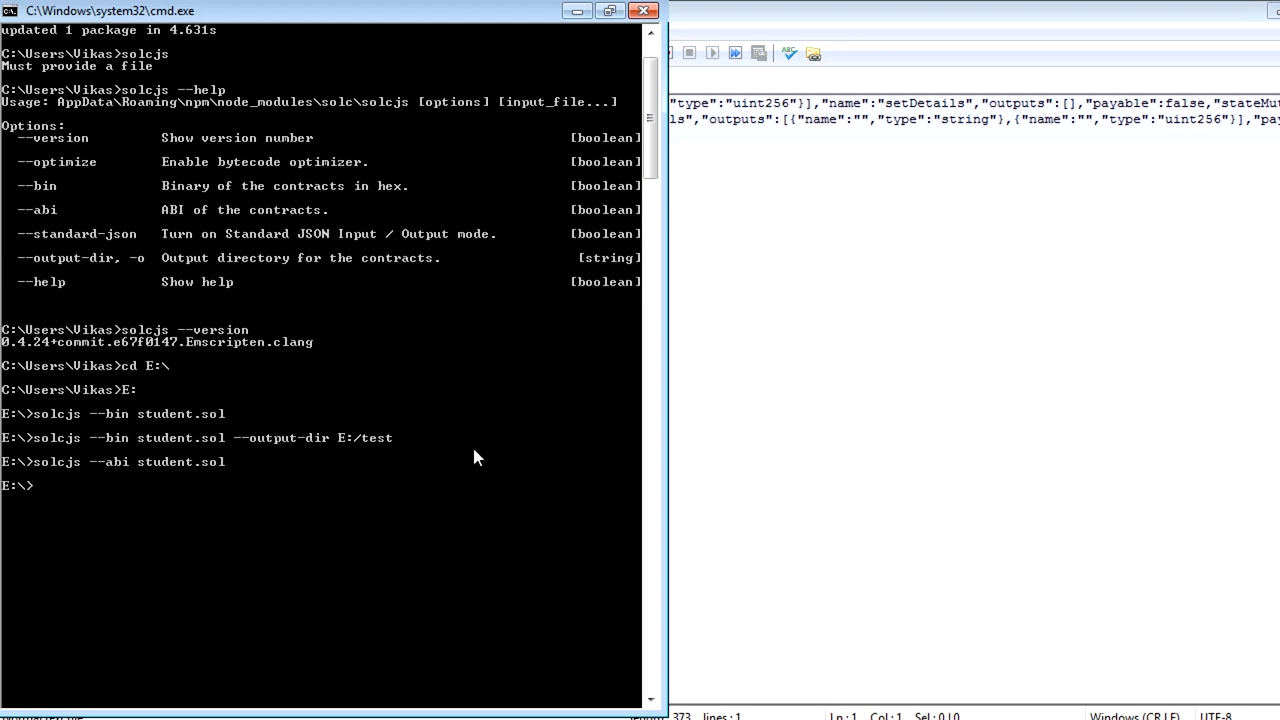 C:\Windows\system32\cmd.exe
updated 1 package in 4.631s
C:\Users\Vikas>solcjs
Must provide a file
C:\Users\Vikas>solcjs --help
Usage: AppData\Roaming\npm\node_modules\solc\solcjs [options] [input_file...]
Options:
--version Show version number [boolean]
--optimize Enable bytecode optimizer. [boolean]
--bin Binary of the contracts in hex. [boolean]
--abi ABI of the contracts. [boolean]
--standard-json Turn on Standard JSON Input / Output mode. [boolean]
--output-dir, -o Output directory for the contracts. [string]
--help Show help [boolean]
C:\Users\Vikas>solcjs --version
0.4.24+commit.e67f0147.Emscripten.clang
C:\Users\Vikas>cd E:\
C:\Users\Vikas>E:
E:\>solcjs --bin student.sol
E:\>solcjs --bin student.sol --output-dir E:/test
E:\>solcjs --abi student.sol
E:\>
ABC
"type":"uint256"}],"name":"setDetails","outputs":[],"payable":false,"stateMut
ls","outputs":[{"name":"","type":"string"},{"name":"","type":"uint256"}],"pay
373 lines:1 Ln:1 Col:1 Sel:0|0 Windows (CR LF) UTF-8